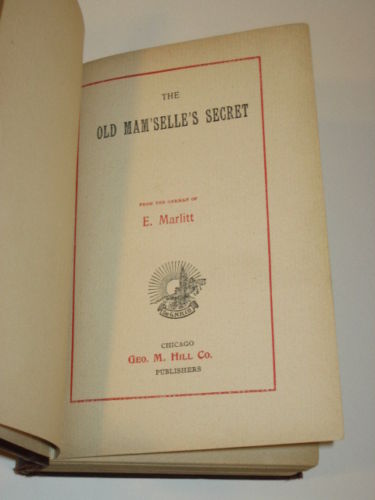 THE
OLD MAM'SELLE'S SECRET
FROM THE GERMAN OF
E. Marlitt
CHICAGO
GEO. M. HILL CO.
PUBLISHERS